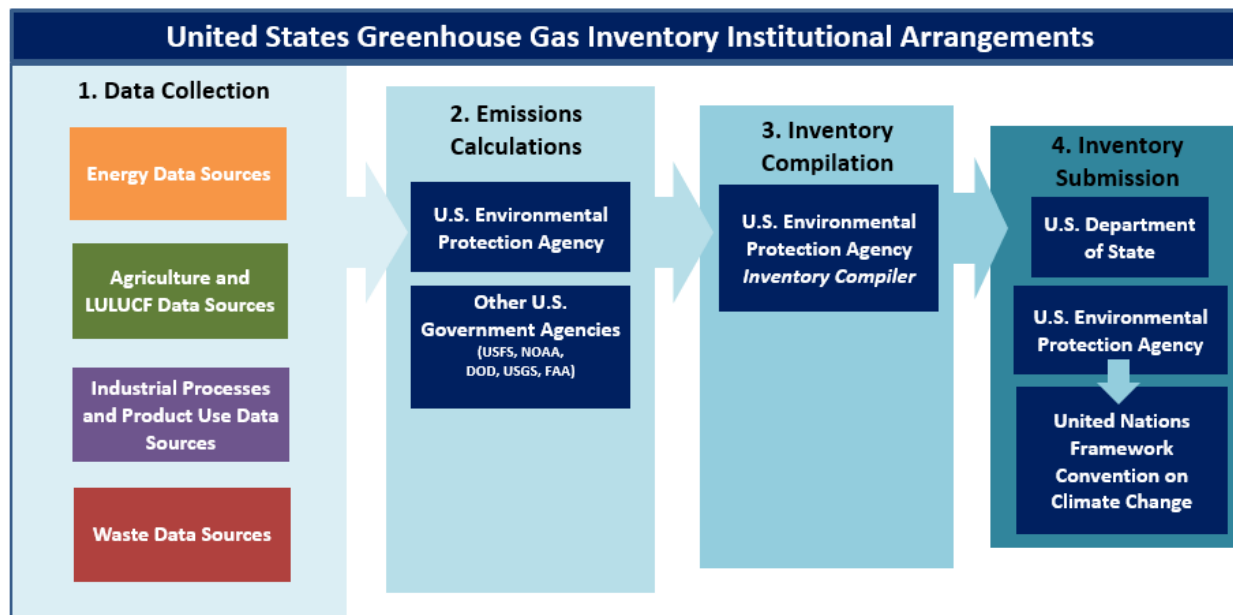 United States Greenhouse Gas Inventory Institutional Arrangements
1. Data Collection
Energy Data Sources
Agriculture and
LULUCF Data Sources
Industrial Processes
and Product Use Data
Sources
Waste Data Sources
2. Emissions
Calculations
U.S. Environmental
Protection Agency
Other U.S.
Government Agencies
(USFS, NOAA,
DOD, USGS, FAA)
3. Inventory
Compilation
U.S. Environmental
Protection Agency
Inventory Compiler
4. Inventory
Submission
U.S. Department
of State
U.S. Environmental
Protection Agency
United Nations
Framework
Convention on
Climate Change